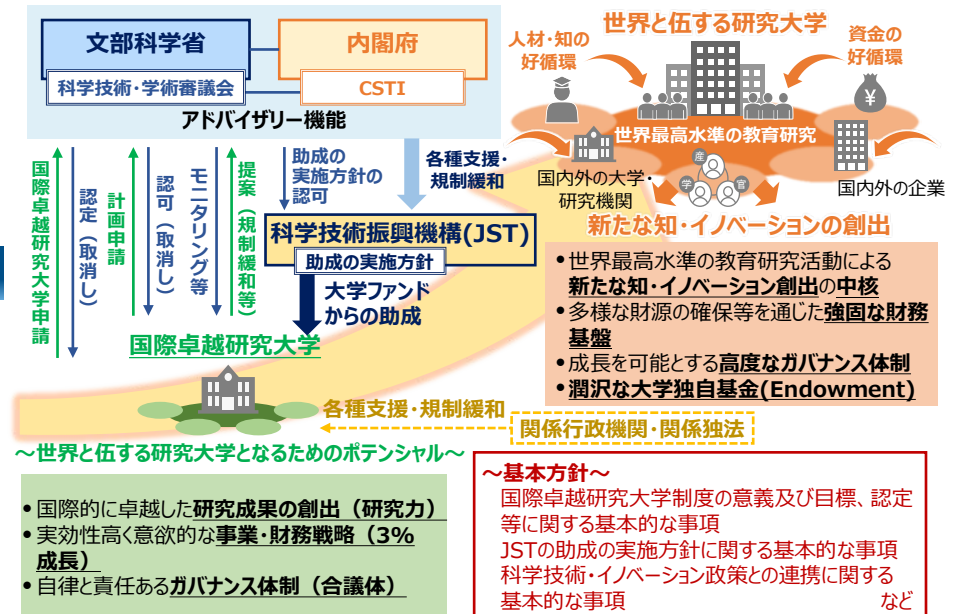 文部科学省
内閣府
科学技術・学術審議会
CSTI
アドバイザリー機能
国際卓越研究大学申請
認定（取消し）
計画申請
認可（取消し）
モニタリング等
提案（規制緩和等）
助成の
実施方針の
認可
各種支援・
規制緩和
科学技術振興機構(JST)
助成の実施方針
大学ファンド
からの助成
国際卓越研究大学
各種支援・規制緩和
関係行政機関・関係独法
世界と伍する研究大学
人材・知の
好循環
資金の
好循環
¥
世界最高水準の教育研究
産
学
官
国内外の大学・
研究機関
国内外の企業
新たな知・イノベーションの創出
•世界最高水準の教育研究活動による
新たな知・イノベーション創出の中核
•多様な財源の確保等を通じた強固な財務
基盤
•成長を可能とする高度なガバナンス体制
•潤沢な大学独自基金(Endowment)
～世界と伍する研究大学となるためのポテンシャル～
•国際的に卓越した研究成果の創出（研究力）
•実効性高く意欲的な事業・財務戦略（3%
成長）
•自律と責任あるガバナンス体制（合議体）
～基本方針～
国際卓越研究大学制度の意義及び目標、認定
等に関する基本的な事項
JSTの助成の実施方針に関する基本的な事項
科学技術・イノベーション政策との連携に関する
基本的な事項 など